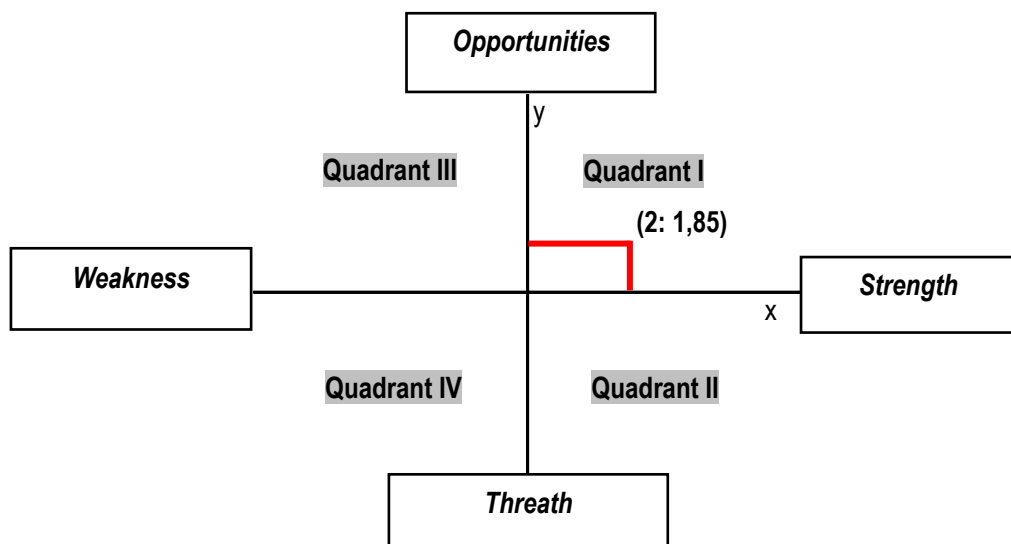 Opportunities
y
Quadrant III
Quadrant I
(2: 1,85)
Weakness
Strength
x
Quadrant IV
Quadrant II
Threath